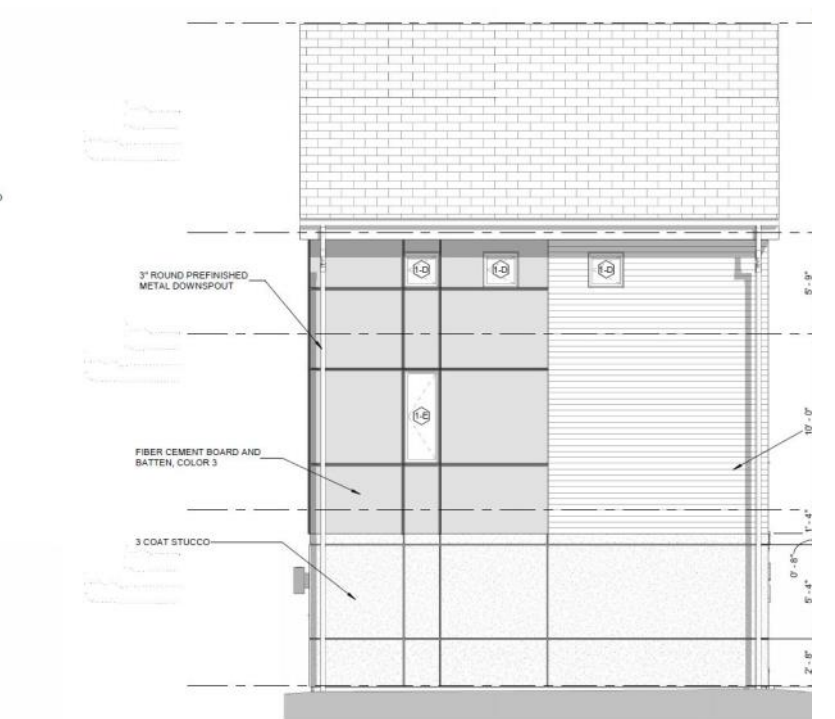 1-D
1-D
1-D
3" ROUND PREFINISHED
METAL DOWNSPOUT
5' - 9"
1-E
10' - 0"
FIBER CEMENT BOARD AND
BATTEN, COLOR 3
1' - 4"
3 COAT STUCCO
0' - 8"
5' - 4"
2' - 8"